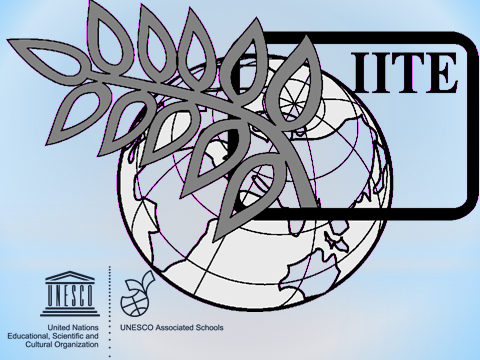 IITE
UNESCO
United Nations
Educational, Scientific and
Cultural Organization
UNESCO Associated Schools